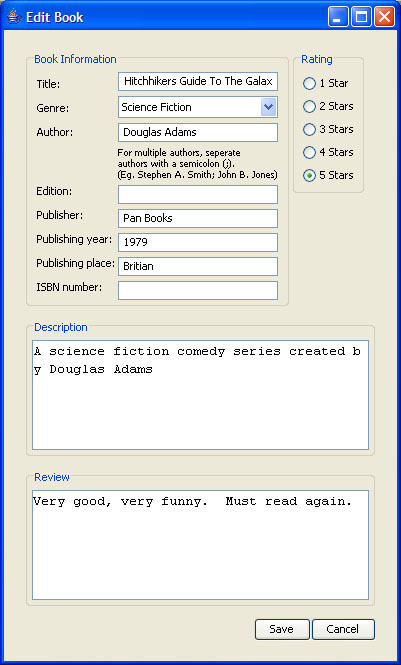 Edit Book
Book Information
Title: Hitchhikers Guide To The Galax
Genre: Science Fiction
Author: Douglas Adams
For multiple authors, seperate
authors with a semicolon (;).
(Eg. Stephen A. Smith; John B. Jones)
Edition:
Publisher: Pan Books
Publishing year: 1979
Publishing place: Britian
ISBN number:
Rating
1 Star
2 Stars
3 Stars
4 Stars
5 Stars
Description
A science fiction comedy series created b
y Douglas Adams
Review
Very good, very funny.  Must read again.
Save Cancel